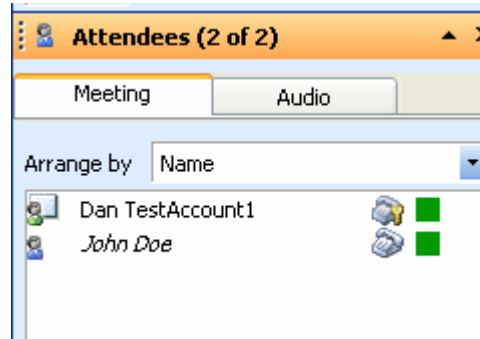 Attendees (2 of 2)
Meeting Audio
Arrange by Name
Dan TestAccount1
John Doe